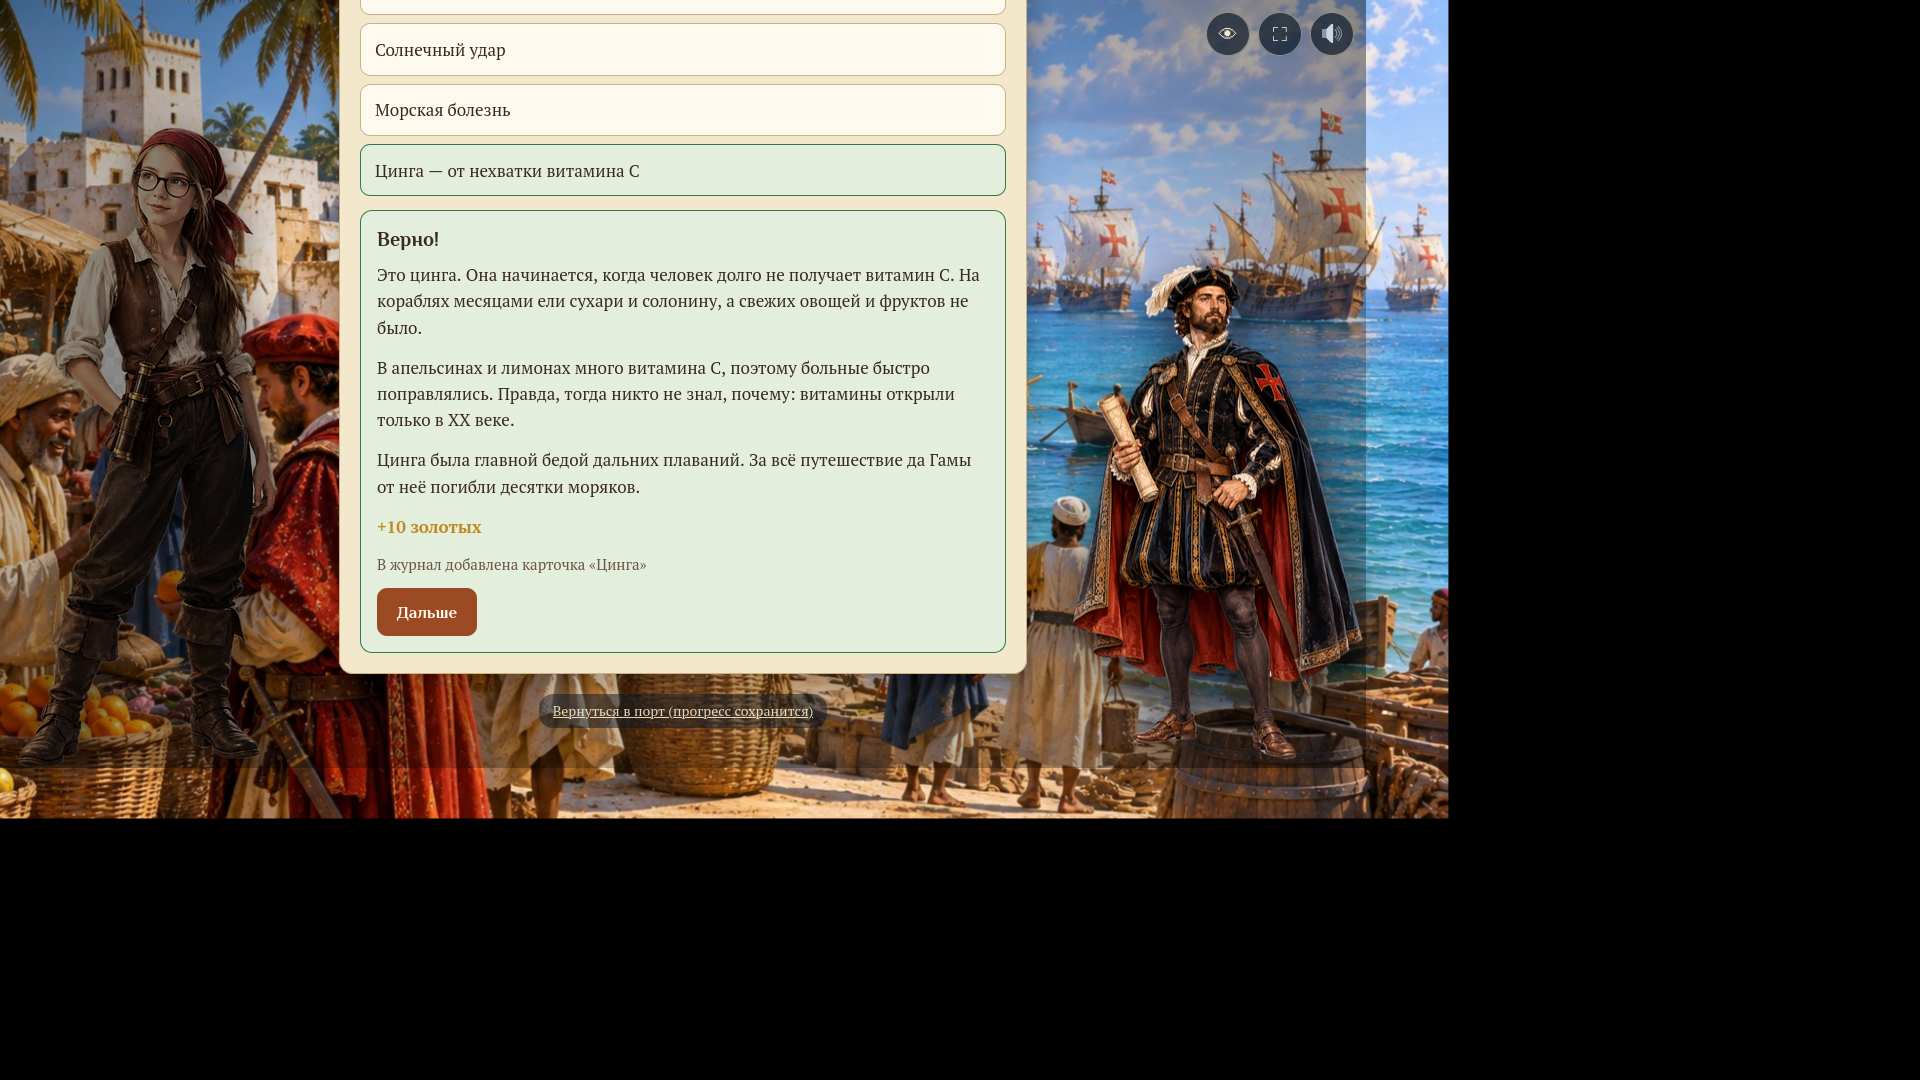 Солнечный удар
Морская болезнь
Цинга — от нехватки витамина C
Верно!
Это цинга. Она начинается, когда человек долго не получает витамин C. На
кораблях месяцами ели сухари и солонину, а свежих овощей и фруктов не
было.
В апельсинах и лимонах много витамина C, поэтому больные быстро
поправлялись. Правда, тогда никто не знал, почему: витамины открыли
только в XX веке.
Цинга была главной бедой дальних плаваний. За всё путешествие да Гамы
от неё погибли десятки моряков.
+10 золотых
В журнал добавлена карточка «Цинга»
Дальше
Вернуться в порт (прогресс сохранится)